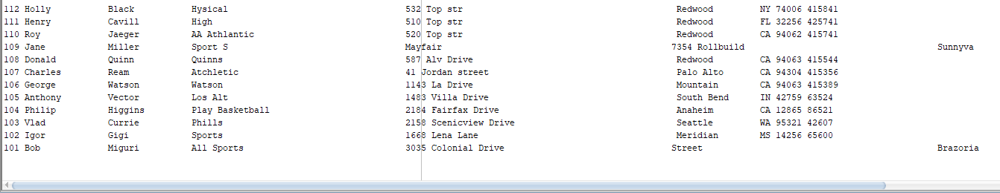 112 Holly Black Hysical 532 Top str Redwood NY 74006 415841
111 Henry Cavill High 510 Top str Redwood FL 32256 425741
110 Roy Jaeger AA Athlantic 520 Top str Redwood CA 94062 415741
109 Jane Miller Sport S Mayfair 7354 Rollbuild Sunnyva
108 Donald Quinn Quinns 587 Alv Drive Redwood CA 94063 415544
107 Charles Ream Atchletic 41 Jordan street Palo Alto CA 94304 415356
106 George Watson Watson 1143 La Drive Mountain CA 94063 415389
105 Anthony Vector Los Alt 1483 Villa Drive South Bend IN 42759 63524
104 Philip Higgins Play Basketball 2184 Fairfax Drive Anaheim CA 12865 86521
103 Vlad Currie Phills 2158 Scenicview Drive Seattle WA 95321 42607
102 Igor Gigi Sports 1668 Lena Lane Meridian MS 14256 65600
101 Bob Miguri All Sports 3035 Colonial Drive Street Brazoria